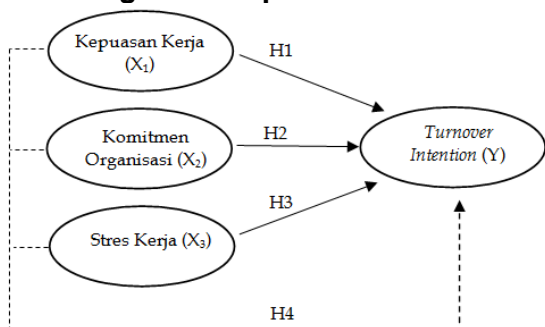 Kepuasan Kerja
(X₁)
H1
Komitmen
Organisasi (X₂)
H2
Turnover
Intention (Y)
H3
Stres Kerja (X₃)
H4